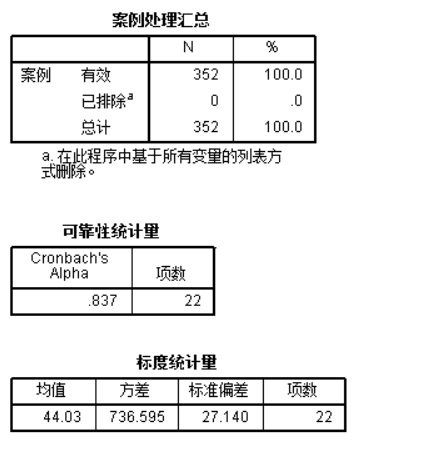 案例处理汇总
N %
案例 有效 352 100.0
已排除a 0 .0
总计 352 100.0
a. 在此程序中基于所有变量的列表方
式删除。
可靠性统计量
Cronbach's
Alpha 项数
.837 22
标度统计量
均值 方差 标准偏差 项数
44.03 736.595 27.140 22